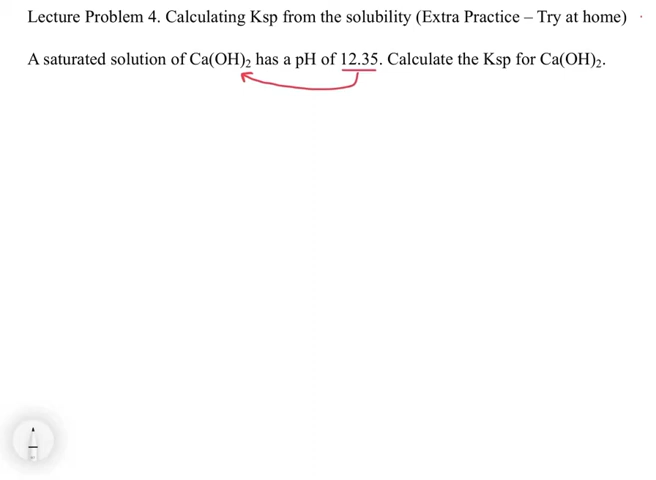 Lecture Problem 4. Calculating Ksp from the solubility (Extra Practice – Try at home)
A saturated solution of Ca(OH)₂ has a pH of 12.35. Calculate the Ksp for Ca(OH)₂.